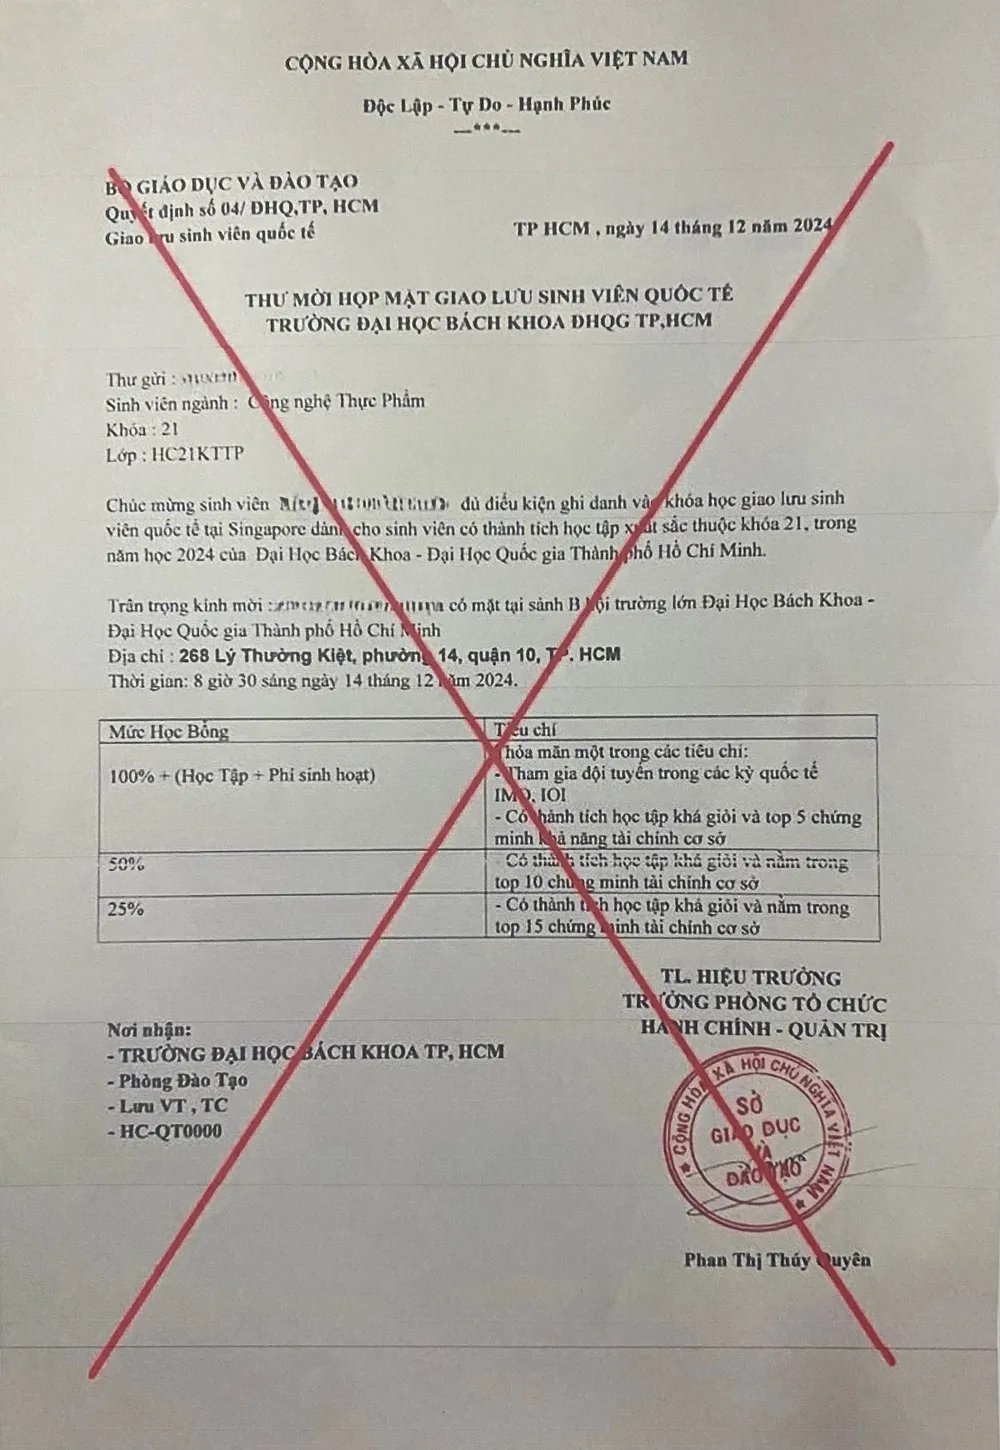 CỘNG HÒA XÃ HỘI CHỦ NGHĨA VIỆT NAM
Độc Lập - Tự Do - Hạnh Phúc
---***---
BỘ GIÁO DỤC VÀ ĐÀO TẠO
Quyết định số 04/ ĐHQ,TP, HCM
Giao lưu sinh viên quốc tế
TP HCM , ngày 14 tháng 12 năm 2024
THƯ MỜI HỌP MẶT GIAO LƯU SINH VIÊN QUỐC TẾ
TRƯỜNG ĐẠI HỌC BÁCH KHOA ĐHQG TP,HCM
Thư gửi :
Sinh viên ngành : Công nghệ Thực Phẩm
Khóa : 21
Lớp : HC21KTTP
Chúc mừng sinh viên đủ điều kiện ghi danh vào khóa học giao lưu sinh
viên quốc tế tại Singapore dành cho sinh viên có thành tích học tập xuất sắc thuộc khóa 21, trong
năm học 2024 của Đại Học Bách Khoa - Đại Học Quốc gia Thành phố Hồ Chí Minh.
Trân trọng kính mời : có mặt tại sảnh B hội trường lớn Đại Học Bách Khoa -
Đại Học Quốc gia Thành phố Hồ Chí Minh
Địa chỉ : 268 Lý Thường Kiệt, phường 14, quận 10, TP. HCM
Thời gian: 8 giờ 30 sáng ngày 14 tháng 12 năm 2024.
Mức Học Bổng Tiêu chí
100% + (Học Tập + Phí sinh hoạt)
Thỏa mãn một trong các tiêu chí:
- Tham gia đội tuyển trong các kỳ quốc tế
IMO, IOI
- Có thành tích học tập khá giỏi và top 5 chứng
minh khả năng tài chính cơ sở
50%
- Có thành tích học tập khá giỏi và nằm trong
top 10 chứng minh tài chính cơ sở
25%
- Có thành tích học tập khá giỏi và nằm trong
top 15 chứng minh tài chính cơ sở
TL. HIỆU TRƯỞNG
TRƯỞNG PHÒNG TỔ CHỨC
HÀNH CHÍNH - QUẢN TRỊ
Nơi nhận:
- TRƯỜNG ĐẠI HỌC BÁCH KHOA TP, HCM
- Phòng Đào Tạo
- Lưu VT , TC
- HC-QT0000
CỘNG HÒA XÃ HỘI CHỦ NGHĨA VIỆT NAM
SỞ
GIÁO DỤC
VÀ
ĐÀO TẠO
Phan Thị Thúy Quyên